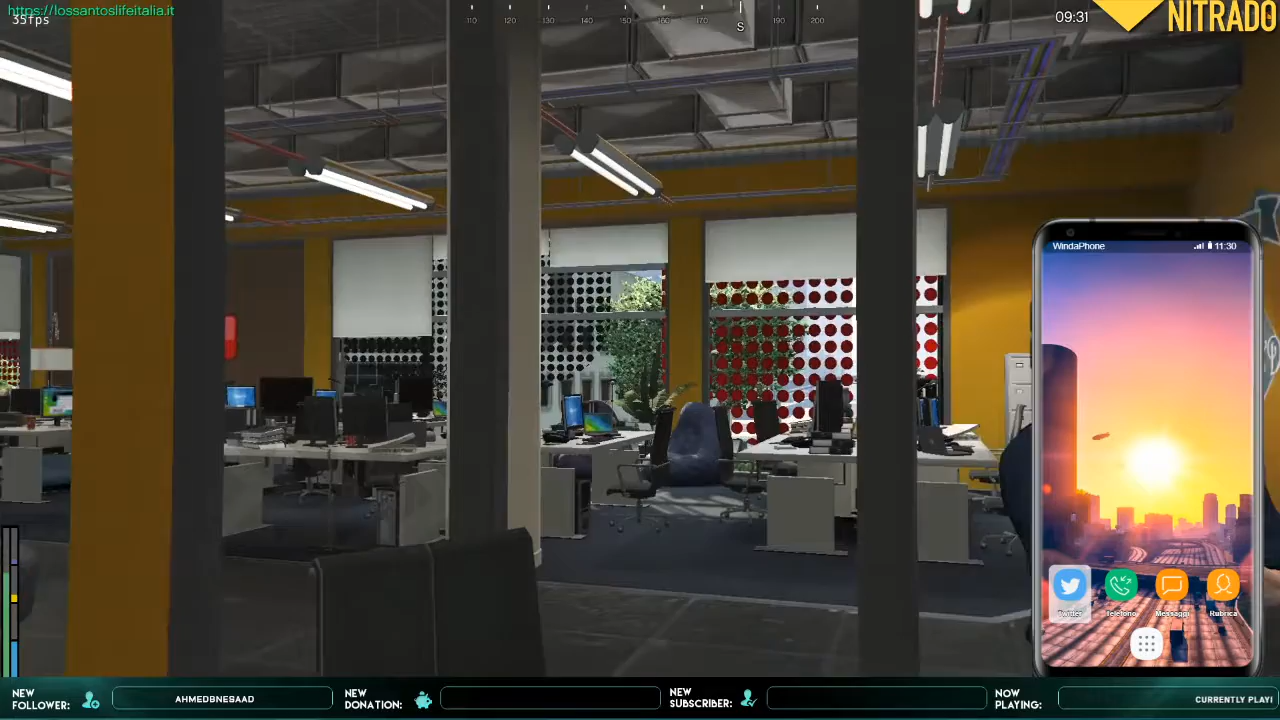 https://lossantoslifeitalia.it
35fps
110 120 130 140 150 160 170 S 190 200
09:31
NITRADO
WindaPhone 11:30
Twitter Telefono Messaggi Rubrica
NEW FOLLOWER: AHMEDBNESAAD
NEW DONATION:
NEW SUBSCRIBER:
NOW PLAYING: CURRENTLY PLAYI